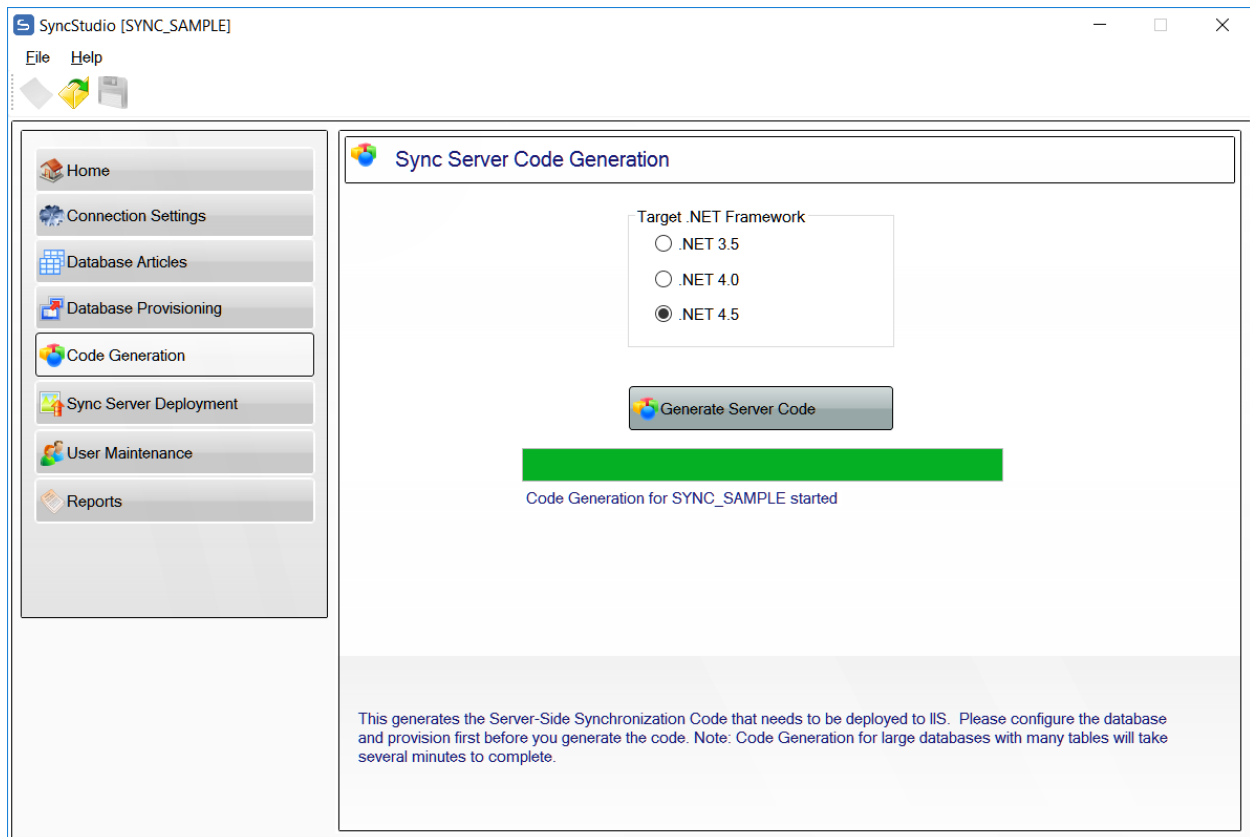 SyncStudio [SYNC_SAMPLE]
File Help
Home
Connection Settings
Database Articles
Database Provisioning
Code Generation
Sync Server Deployment
User Maintenance
Reports
Sync Server Code Generation
Target .NET Framework
.NET 3.5
.NET 4.0
.NET 4.5
Generate Server Code
Code Generation for SYNC_SAMPLE started
This generates the Server-Side Synchronization Code that needs to be deployed to IIS.  Please configure the database
and provision first before you generate the code. Note: Code Generation for large databases with many tables will take
several minutes to complete.